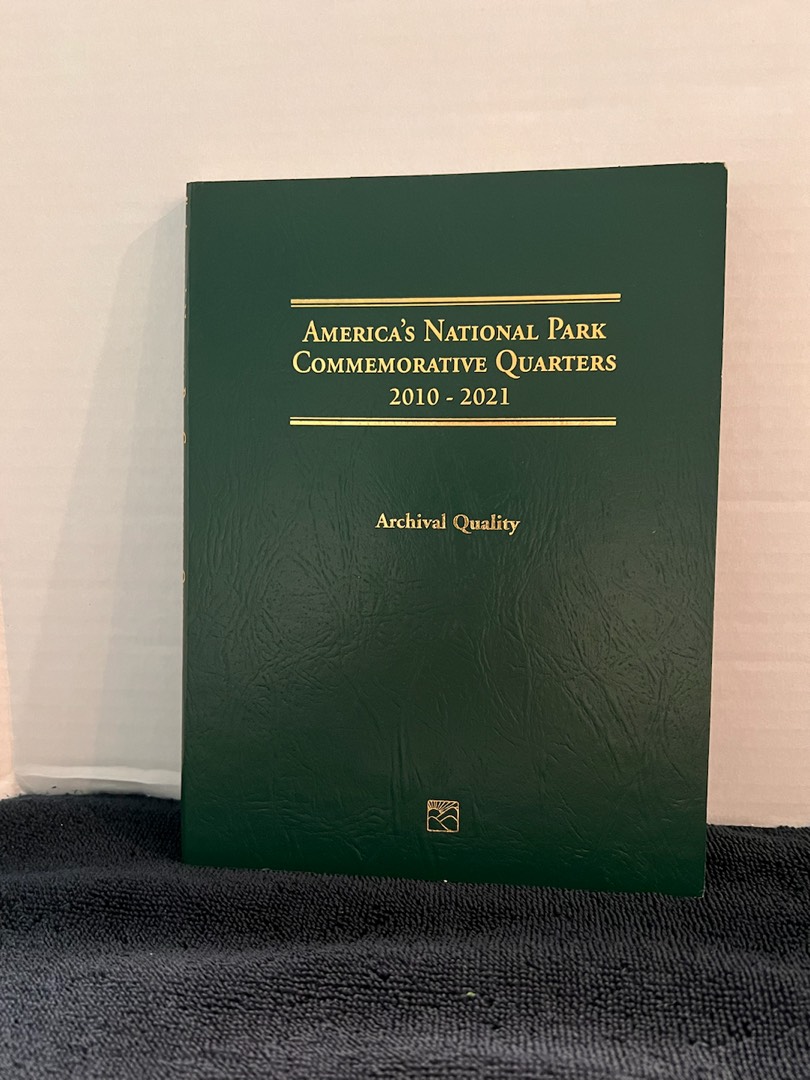 America's National Park
Commemorative Quarters
2010 - 2021
Archival Quality